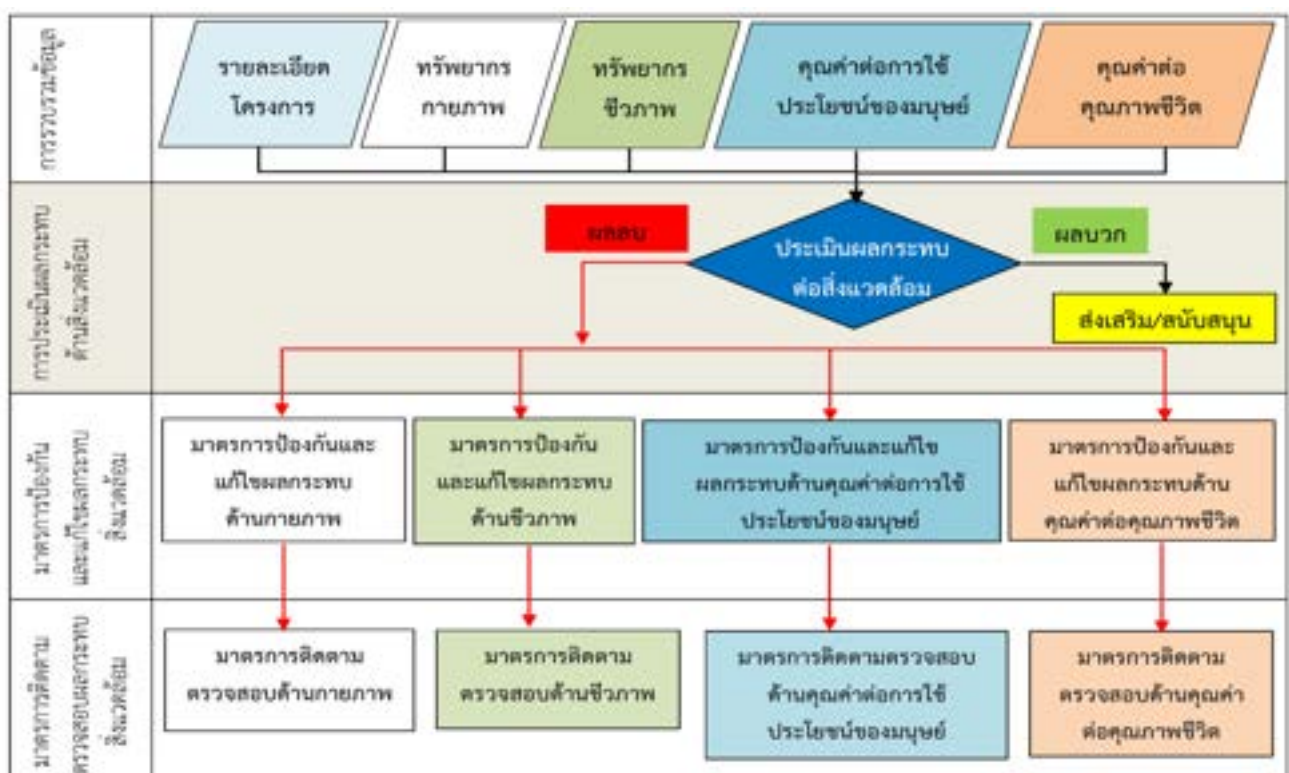 การรวบรวมข้อมูล
รายละเอียด
โครงการ
ทรัพยากร
กายภาพ
ทรัพยากร
ชีวภาพ
คุณค่าต่อการใช้
ประโยชน์ของมนุษย์
คุณค่าต่อ
คุณภาพชีวิต
การประเมินผลกระทบ
ด้านสิ่งแวดล้อม
ผลลบ
ประเมินผลกระทบ
ต่อสิ่งแวดล้อม
ผลบวก
ส่งเสริม/สนับสนุน
มาตรการป้องกัน
และแก้ไขผลกระทบ
สิ่งแวดล้อม
มาตรการป้องกันและ
แก้ไขผลกระทบ
ด้านกายภาพ
มาตรการป้องกัน
และแก้ไขผลกระทบ
ด้านชีวภาพ
มาตรการป้องกันและแก้ไข
ผลกระทบด้านคุณค่าต่อการใช้
ประโยชน์ของมนุษย์
มาตรการป้องกันและ
แก้ไขผลกระทบด้าน
คุณค่าต่อคุณภาพชีวิต
มาตรการติดตาม
ตรวจสอบผลกระทบ
สิ่งแวดล้อม
มาตรการติดตาม
ตรวจสอบด้านกายภาพ
มาตรการติดตาม
ตรวจสอบด้านชีวภาพ
มาตรการติดตามตรวจสอบ
ด้านคุณค่าต่อการใช้
ประโยชน์ของมนุษย์
มาตรการติดตาม
ตรวจสอบด้านคุณค่า
ต่อคุณภาพชีวิต